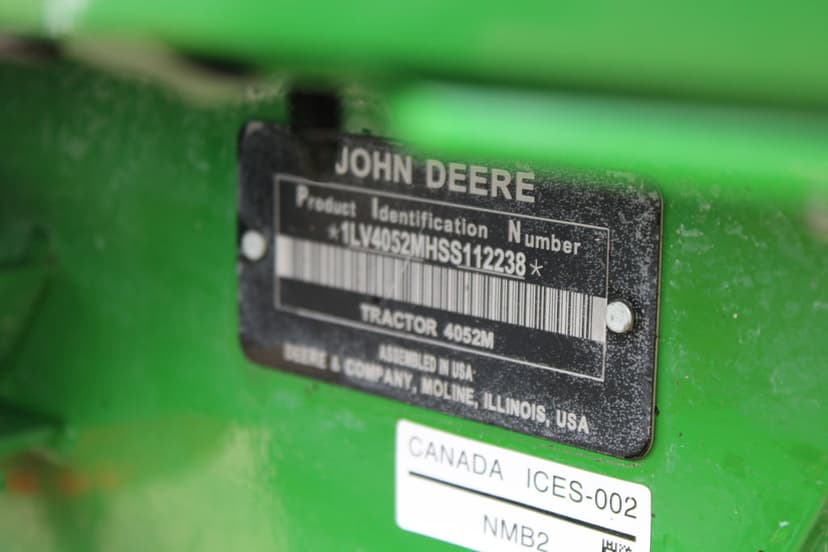 JOHN DEERE
Product Identification Number
*1LV4052MHSS112238*
TRACTOR 4052M
ASSEMBLED IN USA
DEERE & COMPANY, MOLINE, ILLINOIS, USA
CANADA ICES-002
NMB2